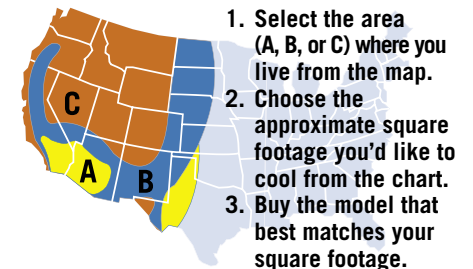 1. Select the area
(A, B, or C) where you
live from the map.
2. Choose the
approximate square
footage you'd like to
cool from the chart.
3. Buy the model that
best matches your
square footage.
C
A
B